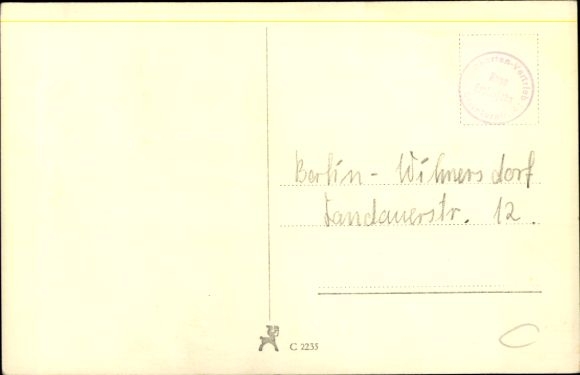 Berlin - Wilmersdorf
Landauerstr. 12.
C 2235